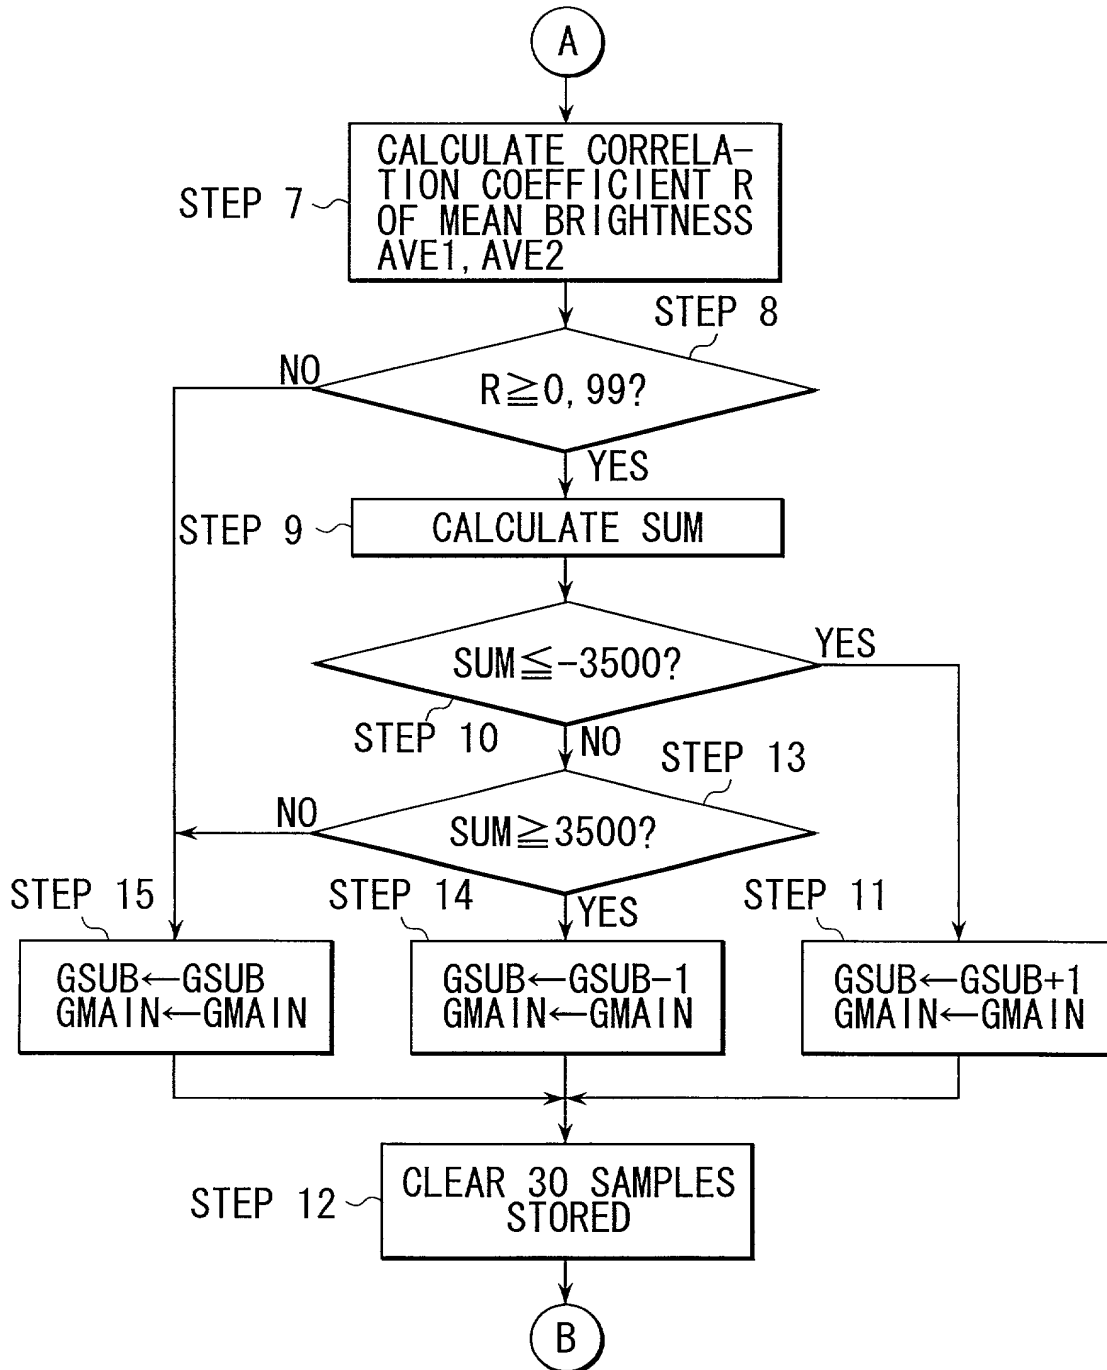 A
CALCULATE CORRELA-
TION COEFFICIENT R
OF MEAN BRIGHTNESS
AVE1, AVE2
STEP 7
STEP 8
NO
R≧0, 99?
YES
STEP 9
CALCULATE SUM
SUM≦-3500?
YES
STEP 10
NO
STEP 13
NO
SUM≧3500?
YES
STEP 15
GSUB←GSUB
GMAIN←GMAIN
STEP 14
GSUB←GSUB-1
GMAIN←GMAIN
STEP 11
GSUB←GSUB+1
GMAIN←GMAIN
STEP 12
CLEAR 30 SAMPLES
STORED
B